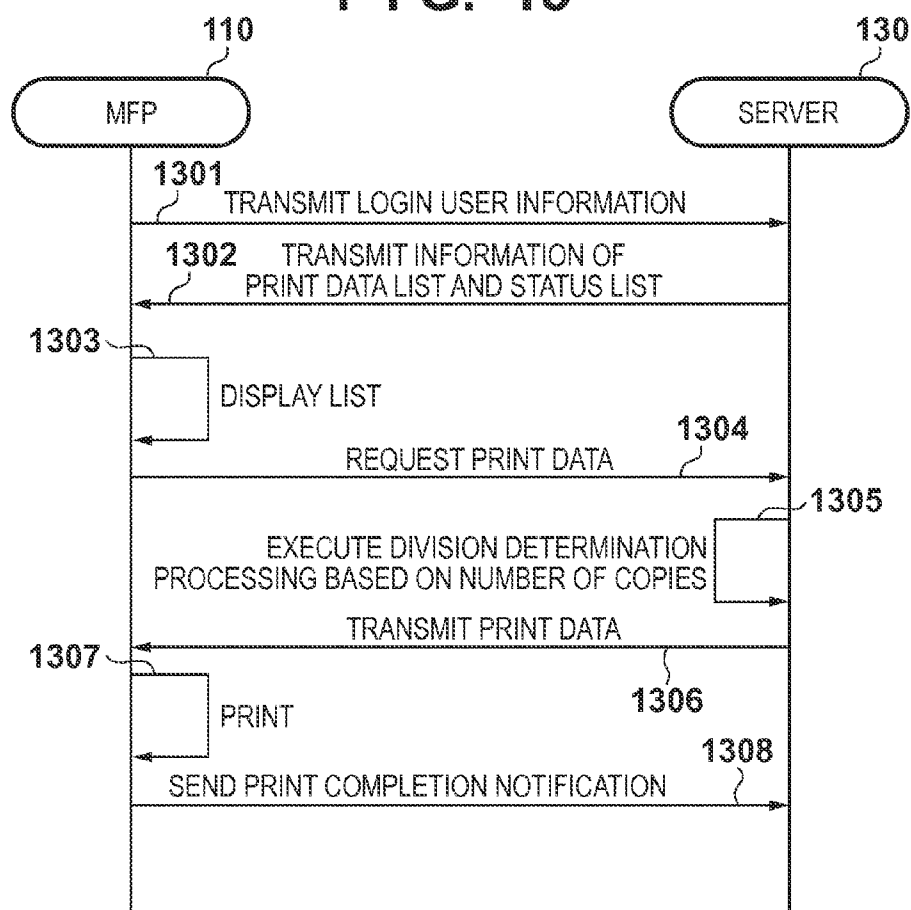 110
130
MFP
SERVER
1301
TRANSMIT LOGIN USER INFORMATION
1302
TRANSMIT INFORMATION OF
PRINT DATA LIST AND STATUS LIST
1303
DISPLAY LIST
1304
REQUEST PRINT DATA
1305
EXECUTE DIVISION DETERMINATION
PROCESSING BASED ON NUMBER OF COPIES
TRANSMIT PRINT DATA
1306
1307
PRINT
1308
SEND PRINT COMPLETION NOTIFICATION